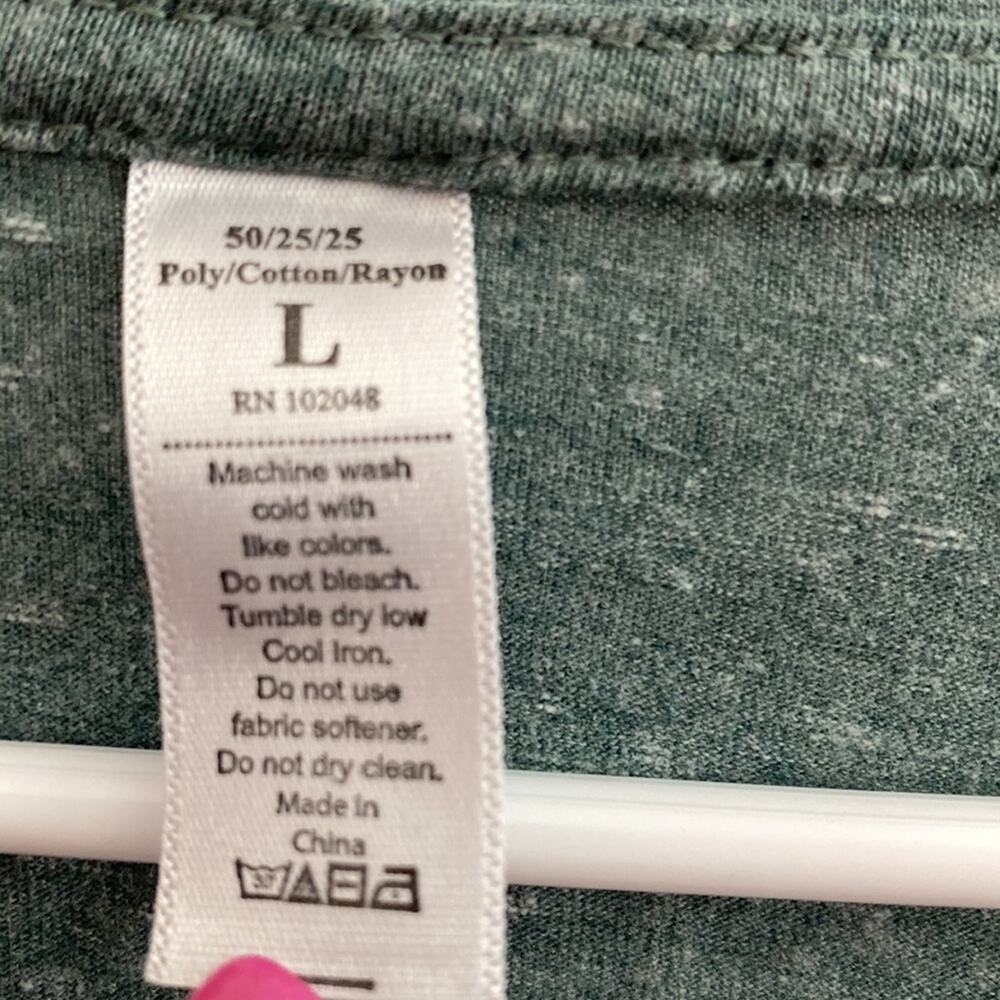 50/25/25
Poly/Cotton/Rayon
L
RN 102048
Machine wash
cold with
like colors.
Do not bleach.
Tumble dry low
Cool Iron.
Do not use
fabric softener.
Do not dry clean.
Made in
China